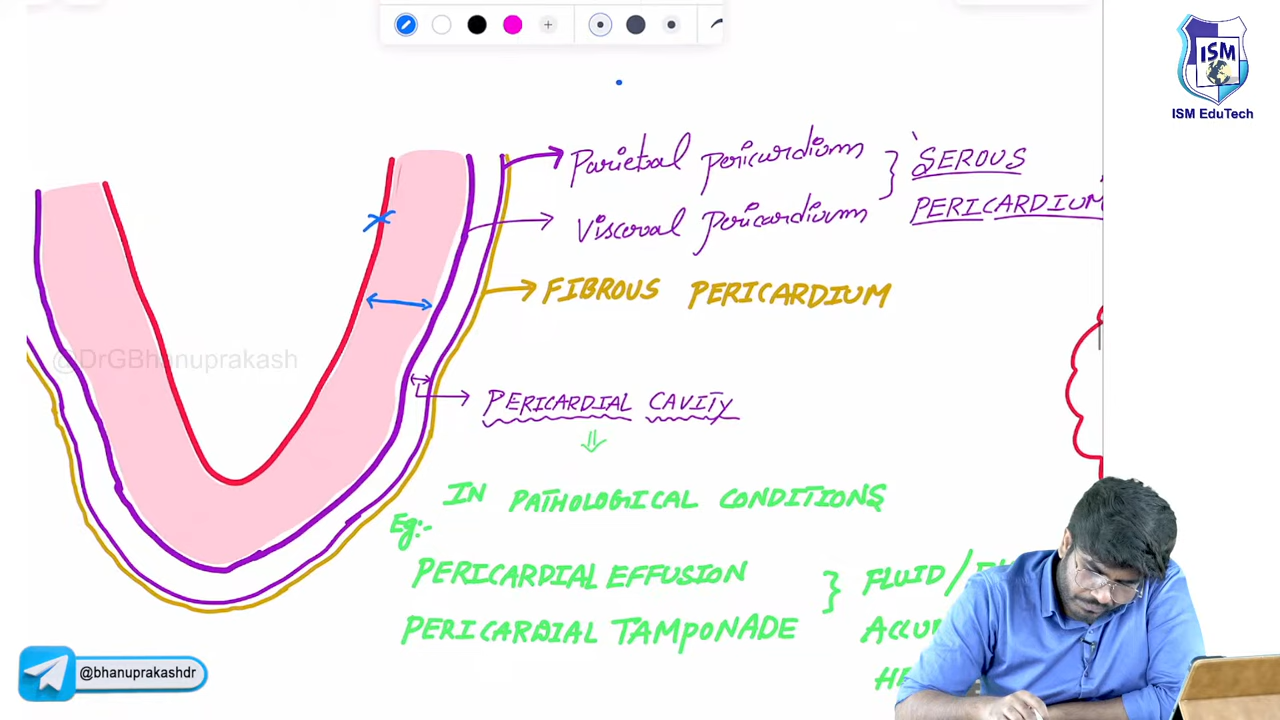 ISM
ISM EduTech
Parietal pericardium } SEROUS
Visceral pericardium PERICARDIUM
FIBROUS PERICARDIUM
@DrGBhanuprakash
PERICARDIAL CAVITY
IN PATHOLOGICAL CONDITIONS
Eg:-
PERICARDIAL EFFUSION } FLUID /
PERICARDIAL TAMPONADE
@bhanuprakashdr